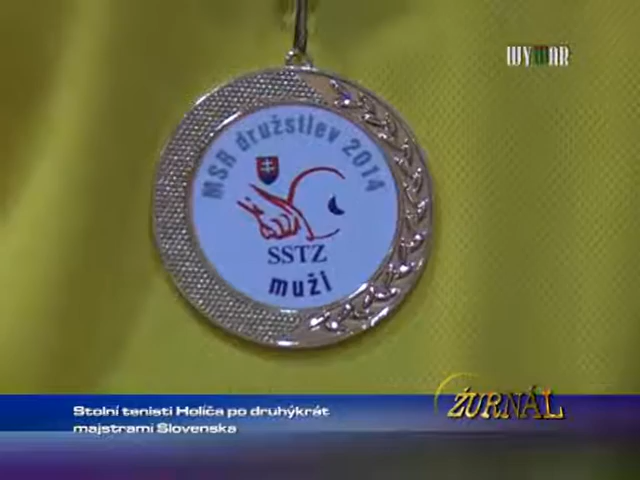 WYMAR
MSR družstiev 2014
SSTZ
muži
Stolní tenisti Holíča po druhýkrát
majstrami Slovenska
ŽURNÁL